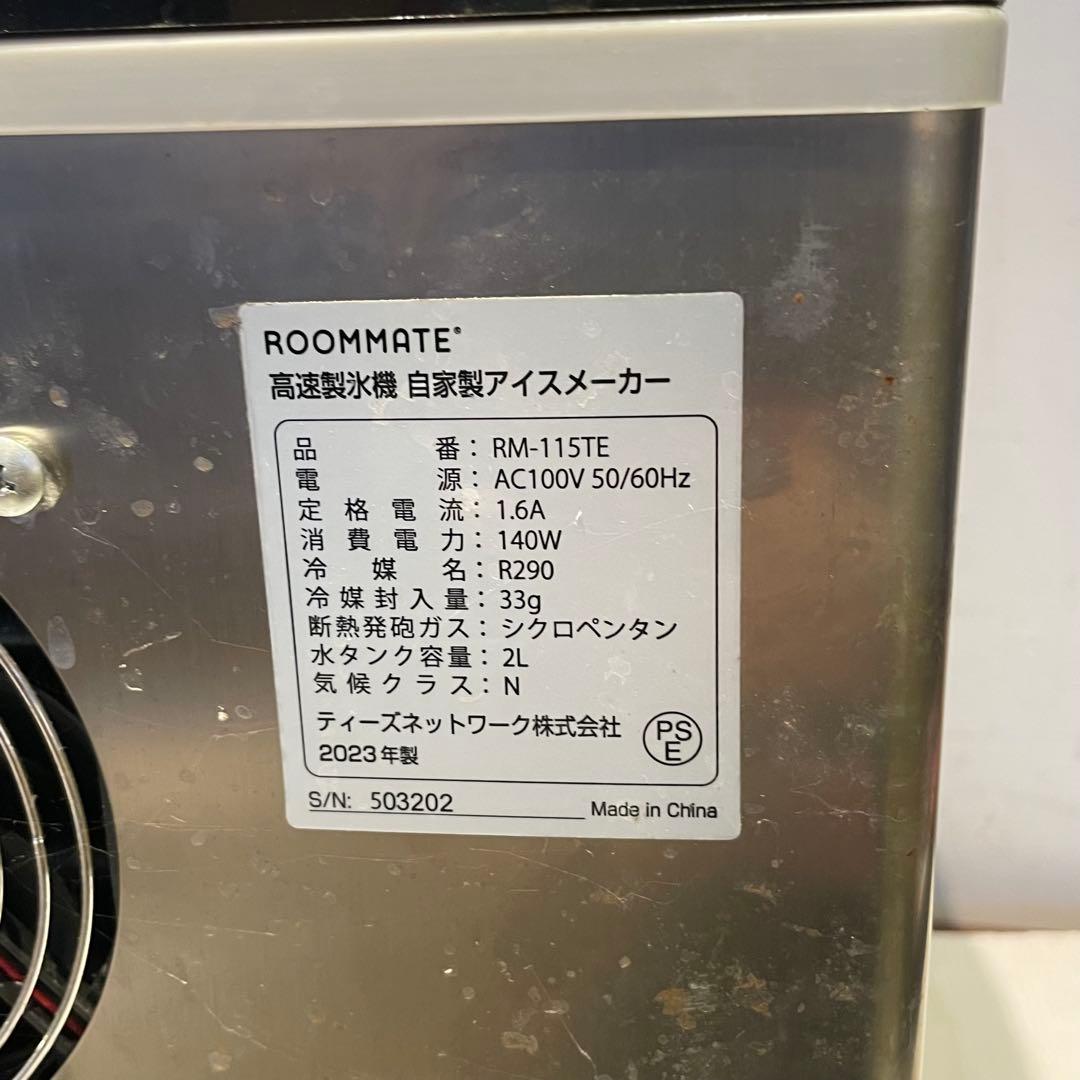 ROOMMATE®
高速製氷機 自家製アイスメーカー
品番：RM-115TE
電源：AC100V 50/60Hz
定格電流：1.6A
消費電力：140W
冷媒名：R290
冷媒封入量：33g
断熱発砲ガス：シクロペンタン
水タンク容量：2L
気候クラス：N
ティーズネットワーク株式会社
2023年製
PSE
S/N: 503202
Made in China